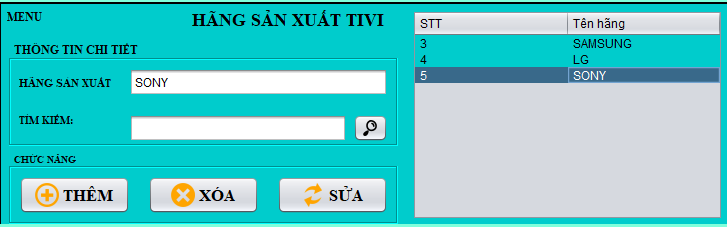 MENU
HÃNG SẢN XUẤT TIVI
THÔNG TIN CHI TIẾT
HÃNG SẢN XUẤT
SONY
TÌM KIẾM:
CHỨC NĂNG
THÊM
XÓA
SỬA
STT Tên hãng
3 SAMSUNG
4 LG
5 SONY